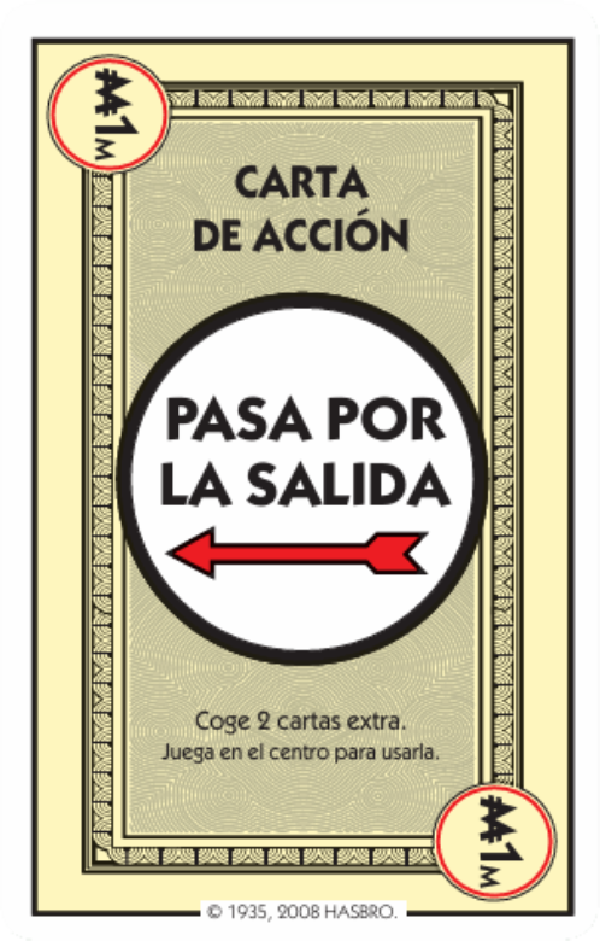 ₩1M
CARTA
DE ACCIÓN
PASA POR
LA SALIDA
Coge 2 cartas extra.
Juega en el centro para usarla.
₩1M
© 1935, 2008 HASBRO.